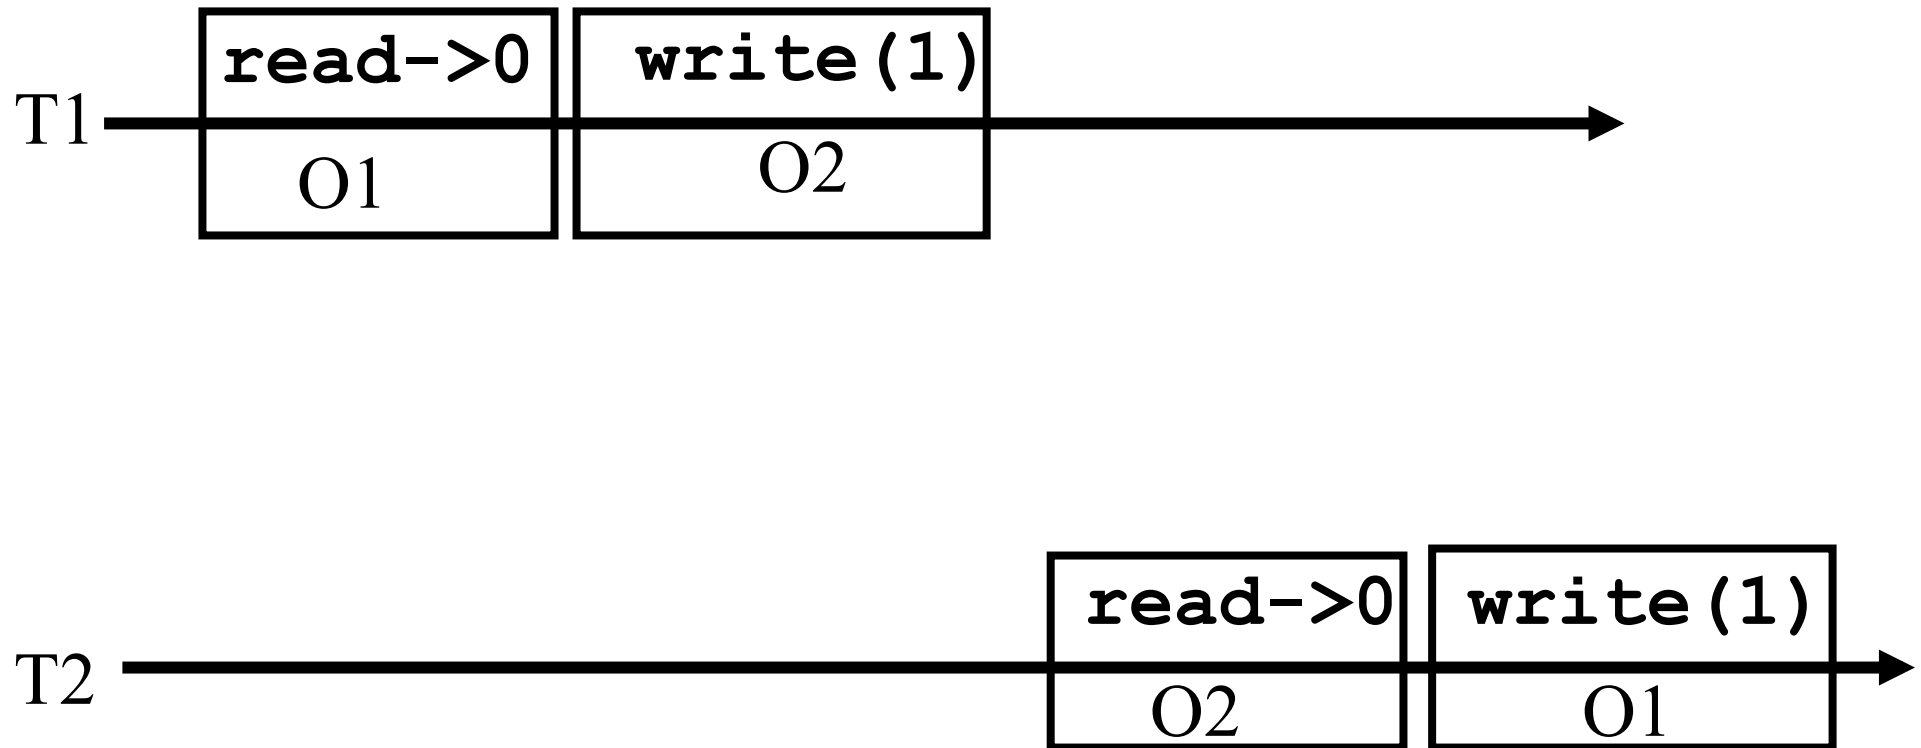 read->0 write(1)
T1
O1 O2
read->0 write(1)
T2
O2 O1